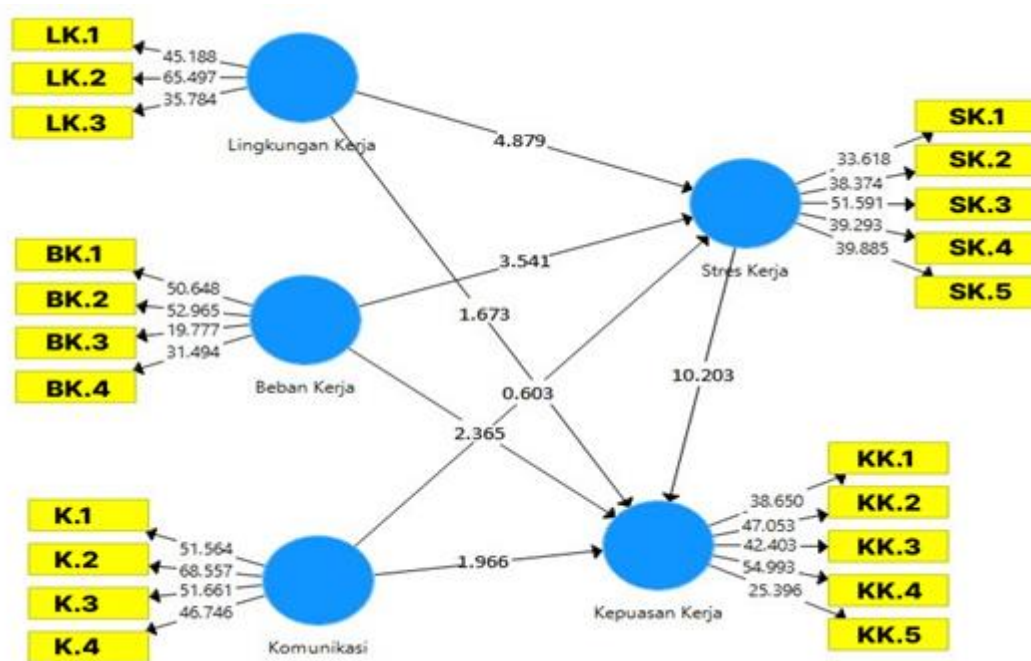 LK.1
LK.2
LK.3
45.188
65.497
35.784
Lingkungan Kerja
4.879
SK.1
SK.2
SK.3
SK.4
SK.5
33.618
38.374
51.591
39.293
39.885
Stres Kerja
BK.1
BK.2
BK.3
BK.4
50.648
52.965
19.777
31.494
Beban Kerja
3.541
1.673
0.603
10.203
2.365
K.1
K.2
K.3
K.4
51.564
68.557
51.661
46.746
Komunikasi
1.966
Kepuasan Kerja
38.650
47.053
42.403
54.993
25.396
KK.1
KK.2
KK.3
KK.4
KK.5